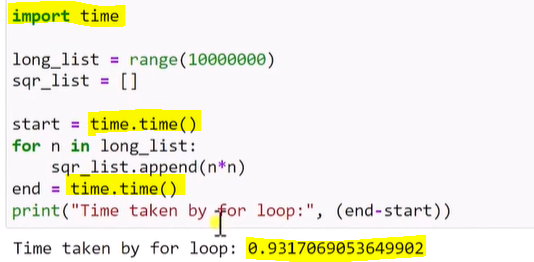 import time
long_list = range(10000000)
sqr_list = []
start = time.time()
for n in long_list:
    sqr_list.append(n*n)
end = time.time()
print("Time taken by for loop:", (end-start))
Time taken by for loop: 0.9317069053649902